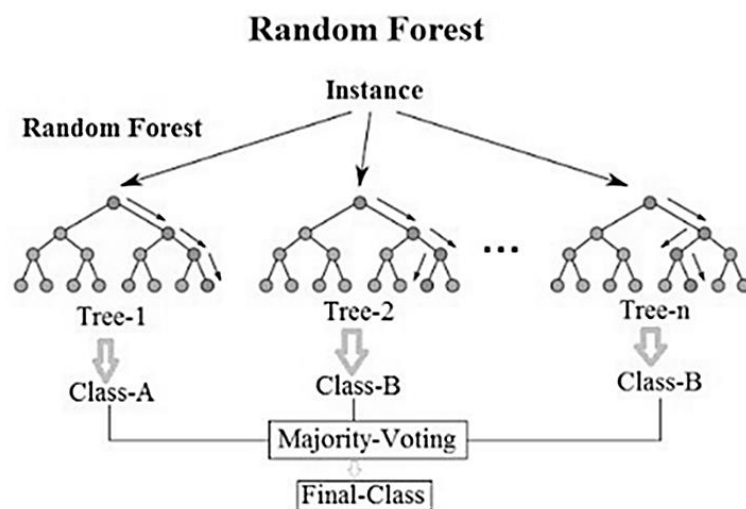 Random Forest
Instance
Random Forest
...
Tree-1
Tree-2
Tree-n
Class-A
Class-B
Class-B
Majority-Voting
Final-Class